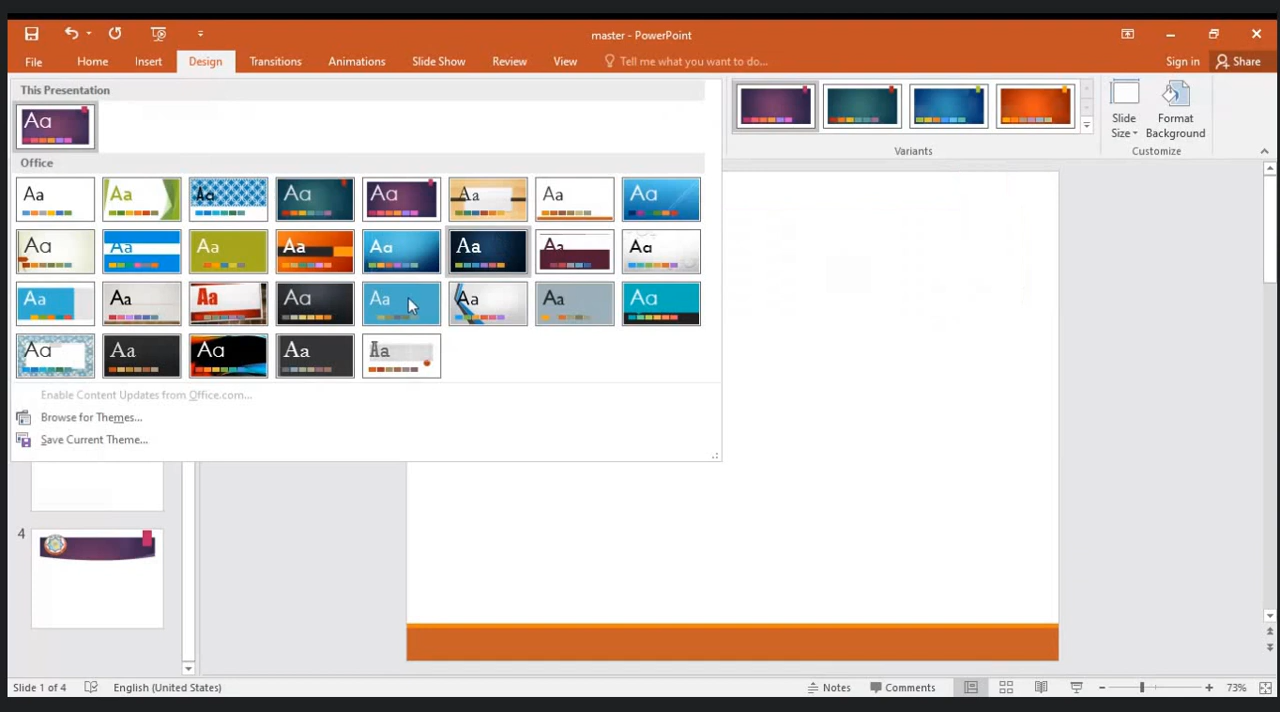 master - PowerPoint
File Home Insert Design Transitions Animations Slide Show Review View Tell me what you want to do... Sign in Share
This Presentation
Aa
Office
Aa Aa Aa Aa Aa Aa Aa Aa
Aa Aa Aa Aa Aa Aa Aa Aa
Aa Aa Aa Aa Aa Aa Aa Aa
Aa Aa Aa Aa Aa
Enable Content Updates from Office.com...
Browse for Themes...
Save Current Theme...
Variants
Slide
Size
Format
Background
Customize
4
Slide 1 of 4 English (United States) Notes Comments 73%